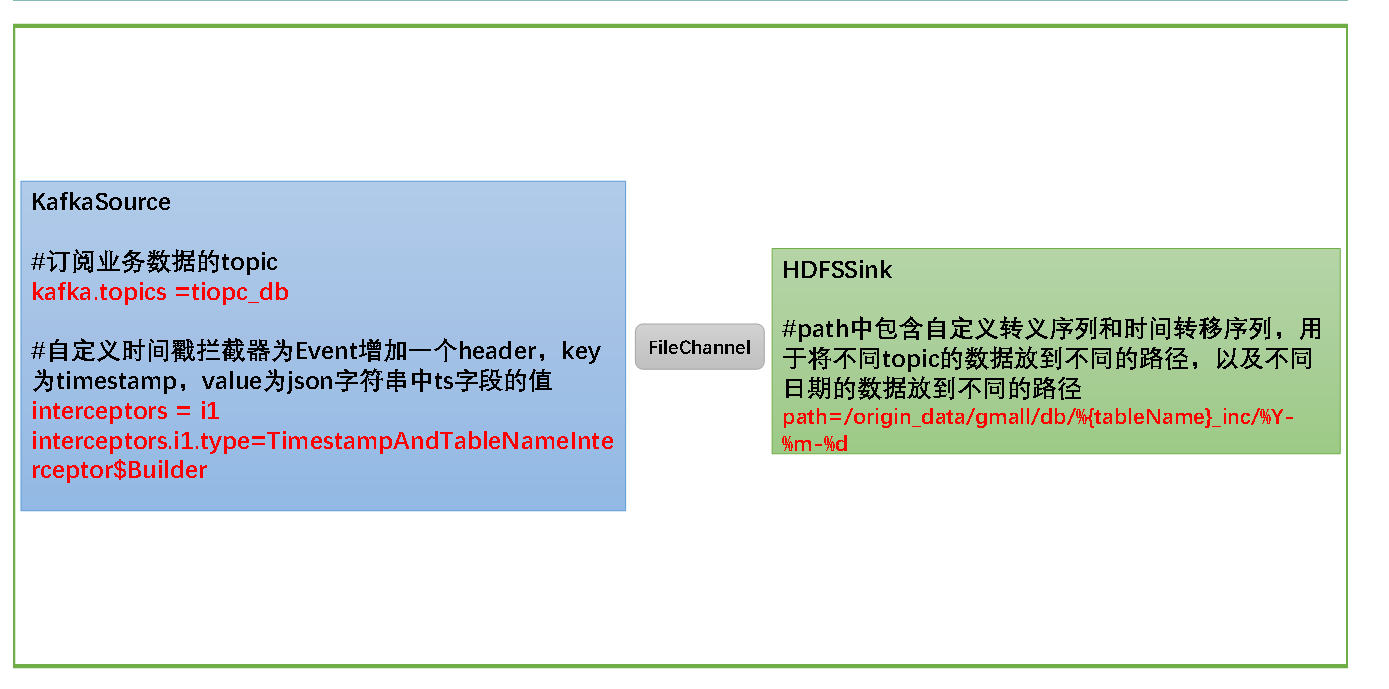 KafkaSource
#订阅业务数据的topic
kafka.topics =tiopc_db
#自定义时间戳拦截器为Event增加一个header，key
为timestamp，value为json字符串中ts字段的值
interceptors = i1
interceptors.i1.type=TimestampAndTableNameInte
rceptor$Builder
FileChannel
HDFSSink
#path中包含自定义转义序列和时间转移序列，用
于将不同topic的数据放到不同的路径，以及不同
日期的数据放到不同的路径
path=/origin_data/gmall/db/%{tableName}_inc/%Y-
%m-%d